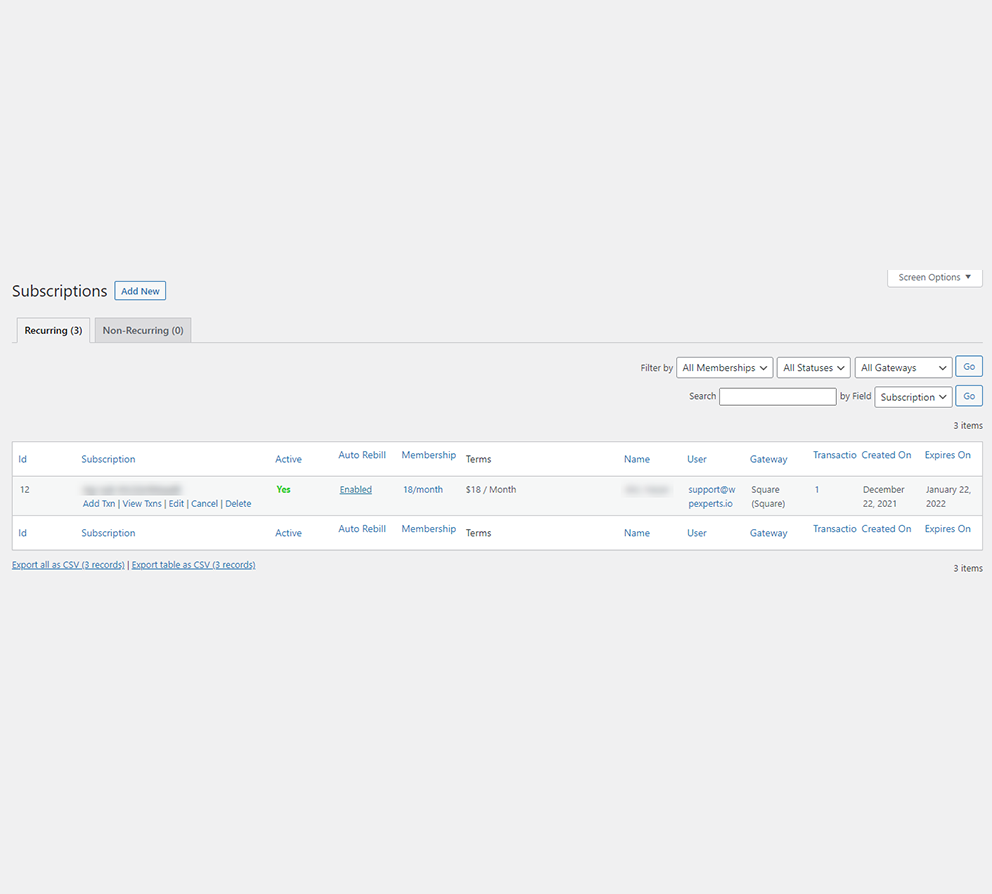 Screen Options ▼
Subscriptions Add New
Recurring (3) Non-Recurring (0)
Filter by All Memberships All Statuses All Gateways Go
Search by Field Subscription Go
3 items
Id Subscription Active Auto Rebill Membership Terms Name User Gateway Transactio Created On Expires On
12 Yes Enabled 18/month $18 / Month support@w Square 1 December January 22,
Add Txn | View Txns | Edit | Cancel | Delete pexperts.io (Square) 22, 2021 2022
Id Subscription Active Auto Rebill Membership Terms Name User Gateway Transactio Created On Expires On
Export all as CSV (3 records) | Export table as CSV (3 records)
3 items